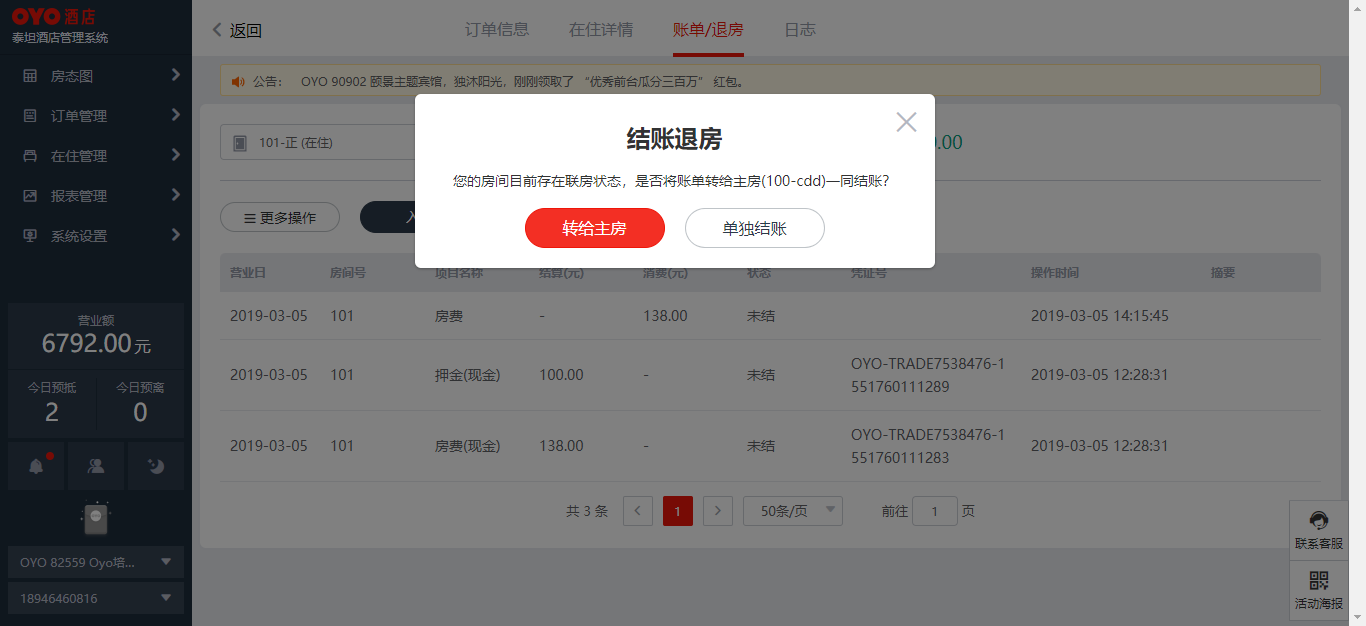 OYO 酒店
泰坦酒店管理系统
房态图
订单管理
在住管理
报表管理
系统设置
营业额
6792.00元
今日预抵 今日预离
2 0
OYO 82559 Oyo培...
18946460816
返回 订单信息 在住详情 账单/退房 日志
公告： OYO 90902 颐景主题宾馆，独沐阳光，刚刚领取了 “优秀前台瓜分三百万” 红包。
101-正 (在住)
.00
结账退房
您的房间目前存在联房状态，是否将账单转给主房(100-cdd)一同结账?
转给主房 单独结账
更多操作 入
营业日 房间号 项目名称 结算(元) 消费(元) 状态 凭证号 操作时间 摘要
2019-03-05 101 房费 - 138.00 未结 2019-03-05 14:15:45
2019-03-05 101 押金(现金) 100.00 - 未结 OYO-TRADE7538476-1 2019-03-05 12:28:31
551760111289
2019-03-05 101 房费(现金) 138.00 - 未结 OYO-TRADE7538476-1 2019-03-05 12:28:31
551760111283
共 3 条 1 50条/页 前往 1 页
联系客服
活动海报